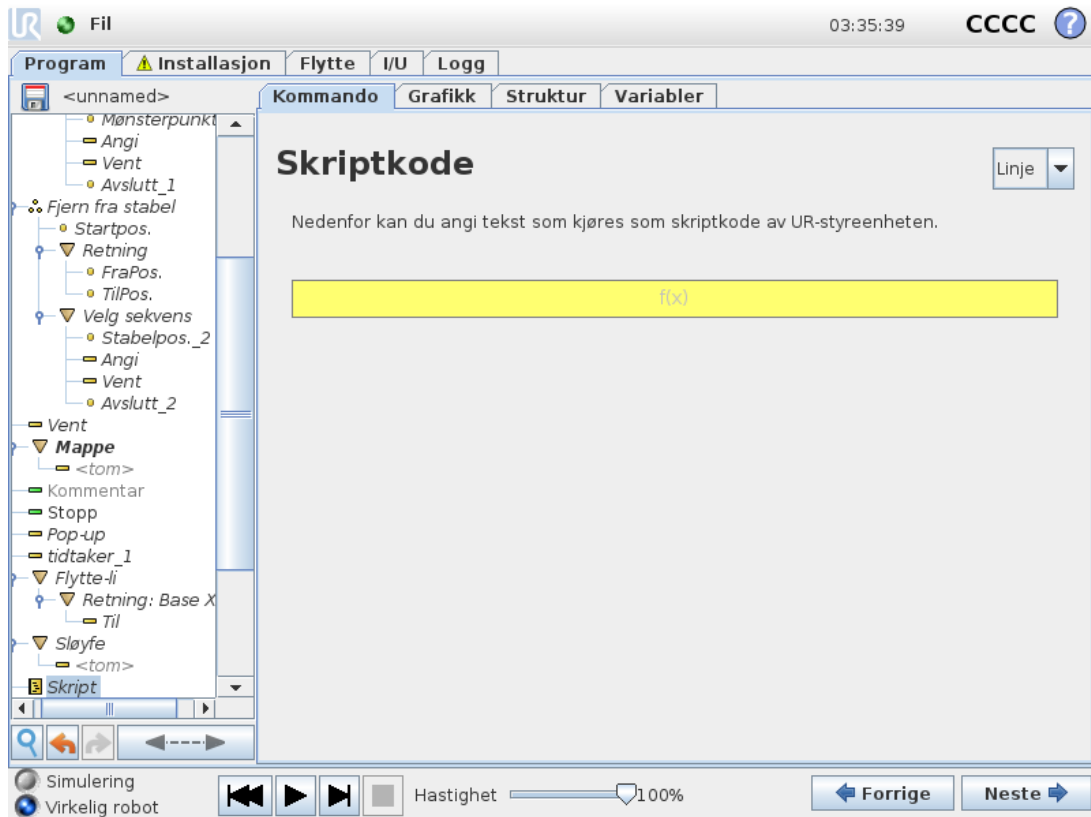 UR
Fil
03:35:39
CCCC
?
Program
Installasjon
Flytte
I/U
Logg
<unnamed>
Kommando
Grafikk
Struktur
Variabler
Mønsterpunkt
Angi
Vent
Avslutt_1
Fjern fra stabel
Startpos.
Retning
FraPos.
TilPos.
Velg sekvens
Stabelpos._2
Angi
Vent
Avslutt_2
Vent
Mappe
<tom>
Kommentar
Stopp
Pop-up
tidtaker_1
Flytte-li
Retning: Base X
Til
Sløyfe
<tom>
Skript
Skriptkode
Linje
Nedenfor kan du angi tekst som kjøres som skriptkode av UR-styreenheten.
f(x)
Simulering
Virkelig robot
Hastighet
100%
Forrige
Neste